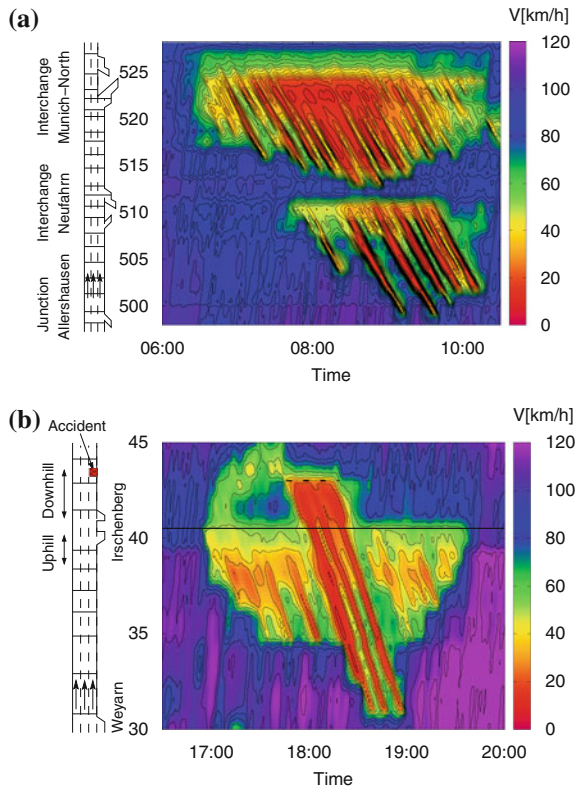 (a)
V[km/h]
Interchange
Munich–North
Interchange
Neufahrn
Junction
Allershausen
525
520
515
510
505
500
06:00 08:00 10:00
Time
120
100
80
60
40
20
0
(b)
Accident
V[km/h]
Downhill
Uphill
Irschenberg
Weyarn
45
40
35
30
17:00 18:00 19:00 20:00
Time
120
100
80
60
40
20
0